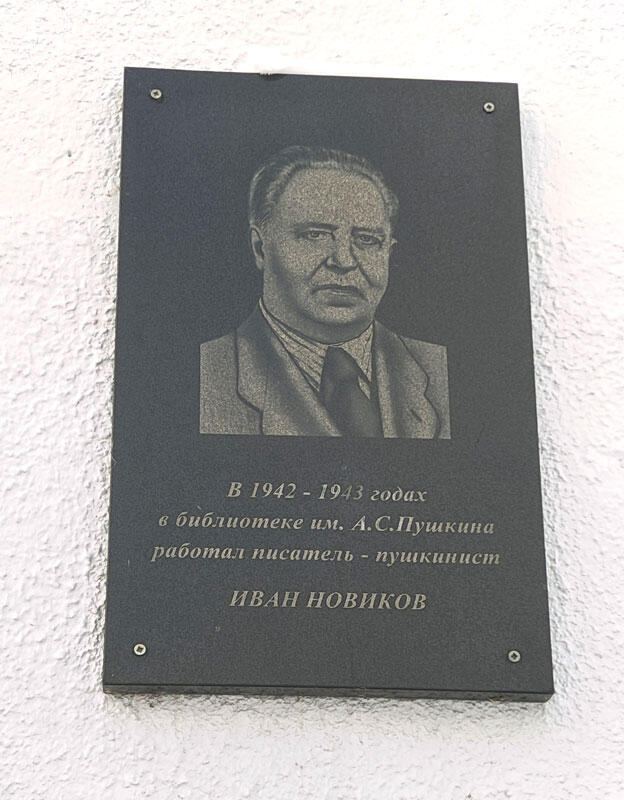 В 1942 - 1943 годах
в библиотеке им. А.С.Пушкина
работал писатель - пушкинист
ИВАН НОВИКОВ